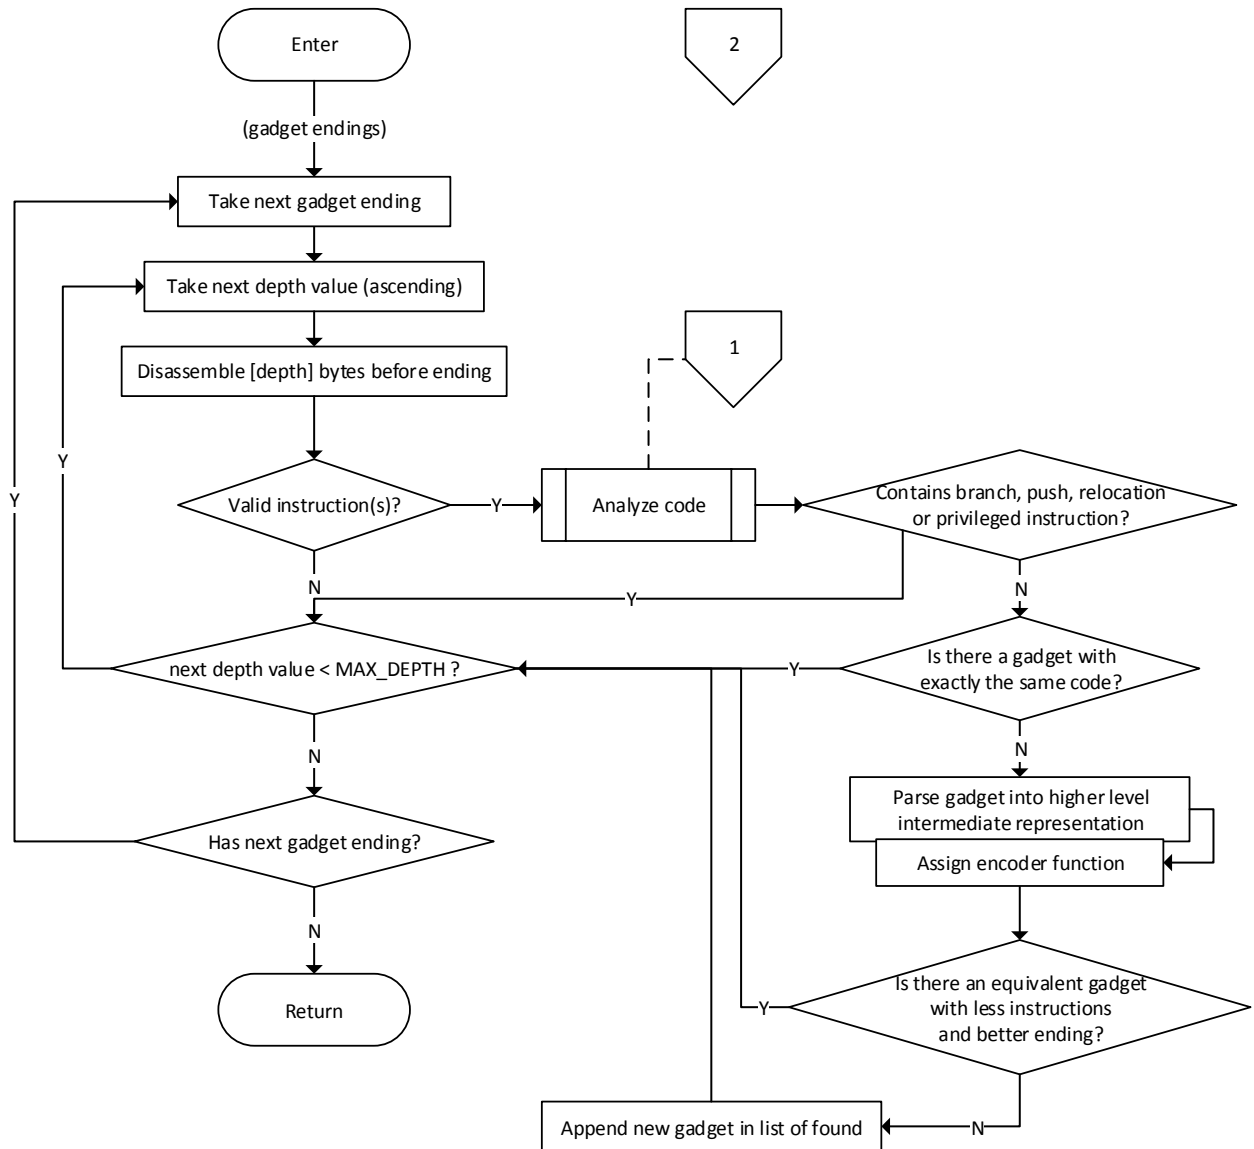 Enter
2
(gadget endings)
Take next gadget ending
Take next depth value (ascending)
1
Disassemble [depth] bytes before ending
Y
Y
Valid instruction(s)?
Y
Analyze code
Contains branch, push, relocation
or privileged instruction?
N
Y
N
next depth value < MAX_DEPTH ?
Y
Is there a gadget with
exactly the same code?
N
N
Parse gadget into higher level
intermediate representation
Has next gadget ending?
Assign encoder function
N
Return
Y
Is there an equivalent gadget
with less instructions
and better ending?
Append new gadget in list of found
N